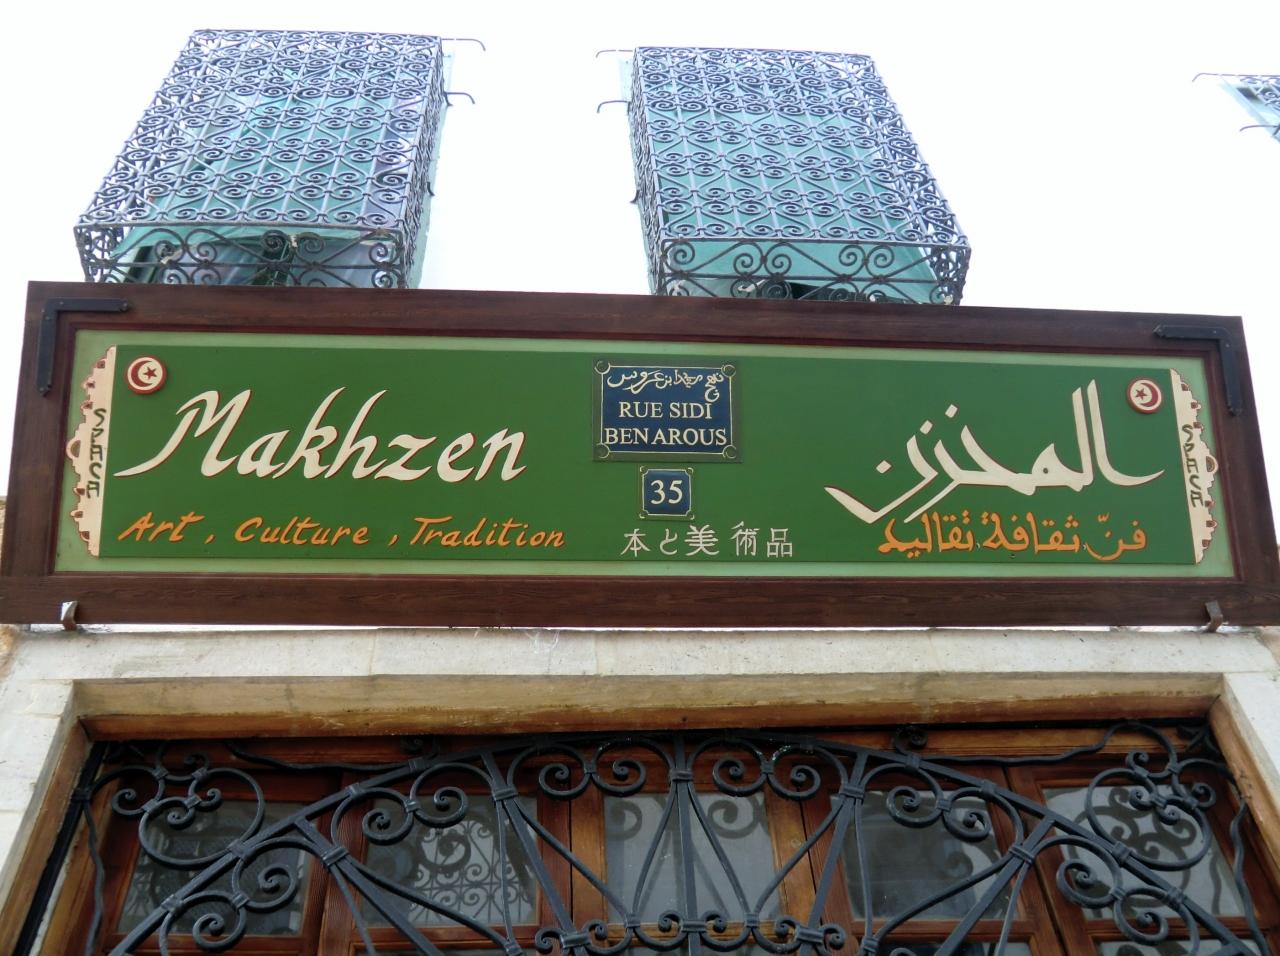 Makhzen
Art, Culture, Tradition
SPACA
نهج سيدي بن عروس
RUE SIDI
BEN AROUS
35
本と美術品
المخزن
فنّ ثقافة تقاليد
SPACA